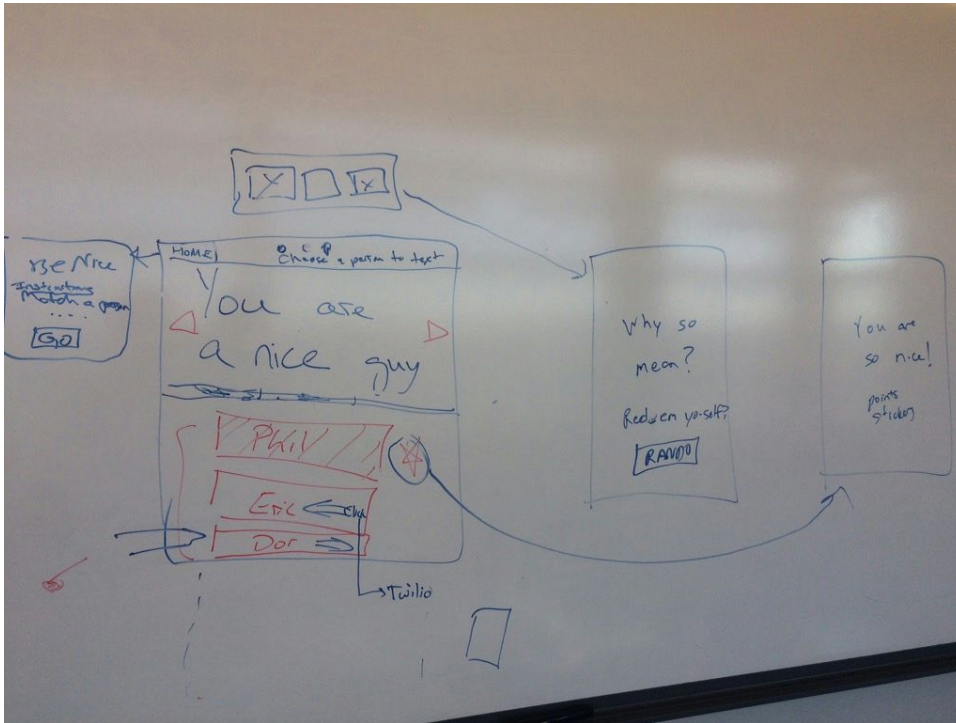 Be Nice
Instructions
Match a person
....
GO
HOME
Choose a person to text
You are
a nice guy
Phil
Eric
Dor
Twilio
Why so
mean?
Redeem yo-self?
RANDO
You are
so nice!
points